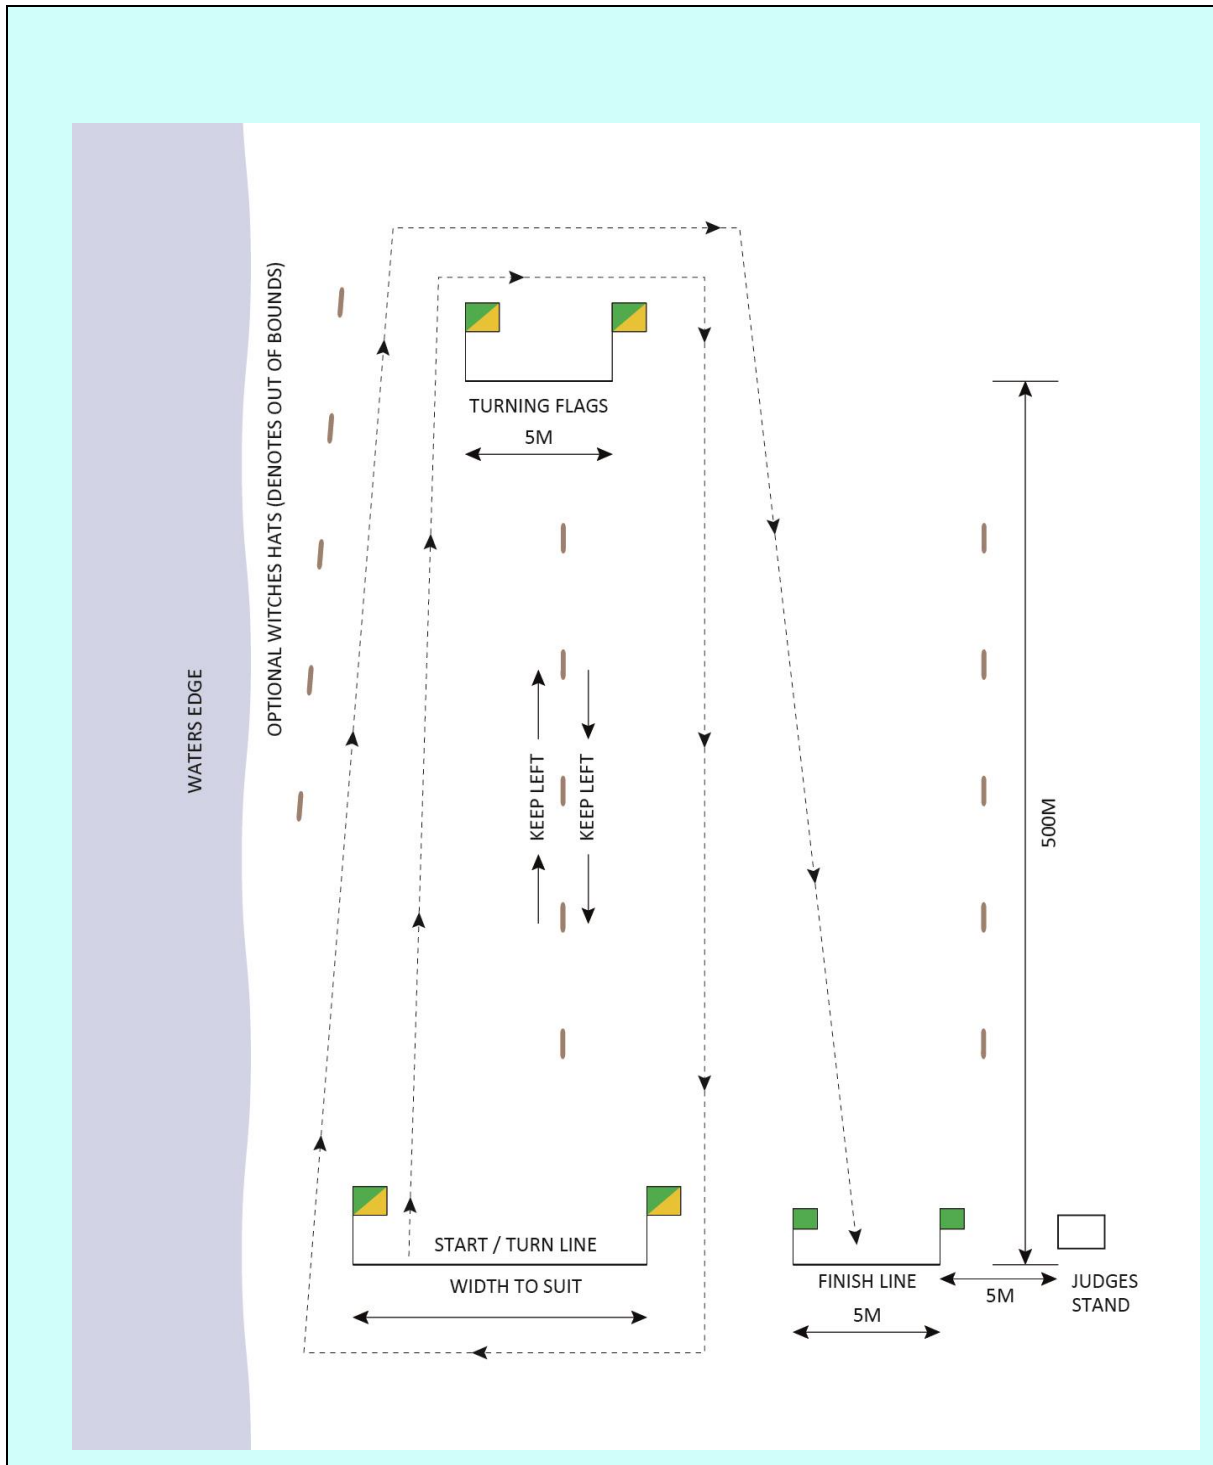 OPTIONAL WITCHES HATS (DENOTES OUT OF BOUNDS)
WATERS EDGE
TURNING FLAGS
5M
KEEP LEFT
KEEP LEFT
500M
START / TURN LINE
WIDTH TO SUIT
FINISH LINE
5M
5M
JUDGES
STAND